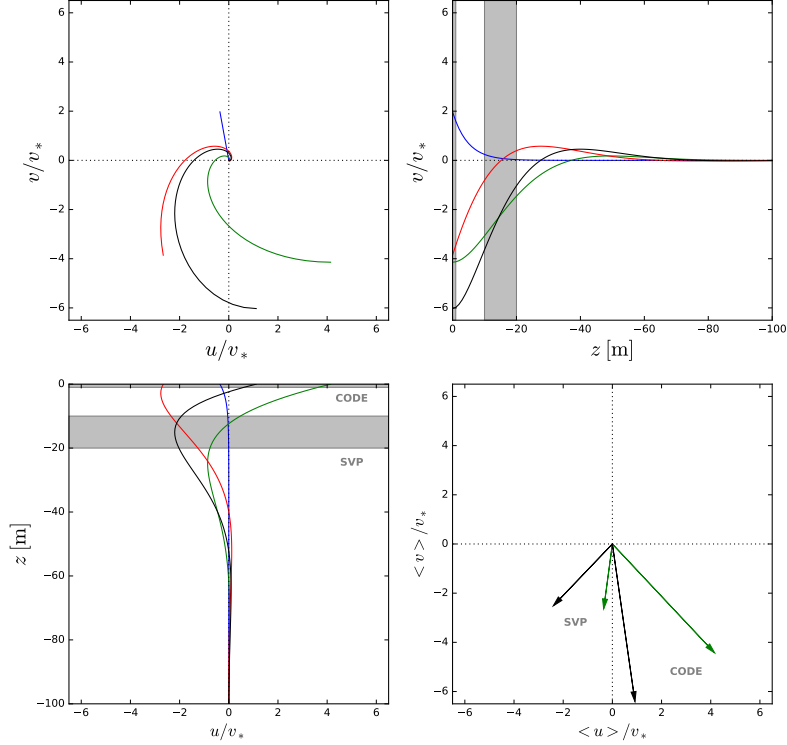 6
4
2
0
−2
−4
−6
v/v*
−6 −4 −2 0 2 4 6
u/v*
6
4
2
0
−2
−4
−6
v/v*
0 −20 −40 −60 −80 −100
z [m]
0
−20
−40
−60
−80
−100
z [m]
CODE
SVP
−6 −4 −2 0 2 4 6
u/v*
6
4
2
0
−2
−4
−6
<v>/v*
SVP
CODE
−6 −4 −2 0 2 4 6
<u>/v*